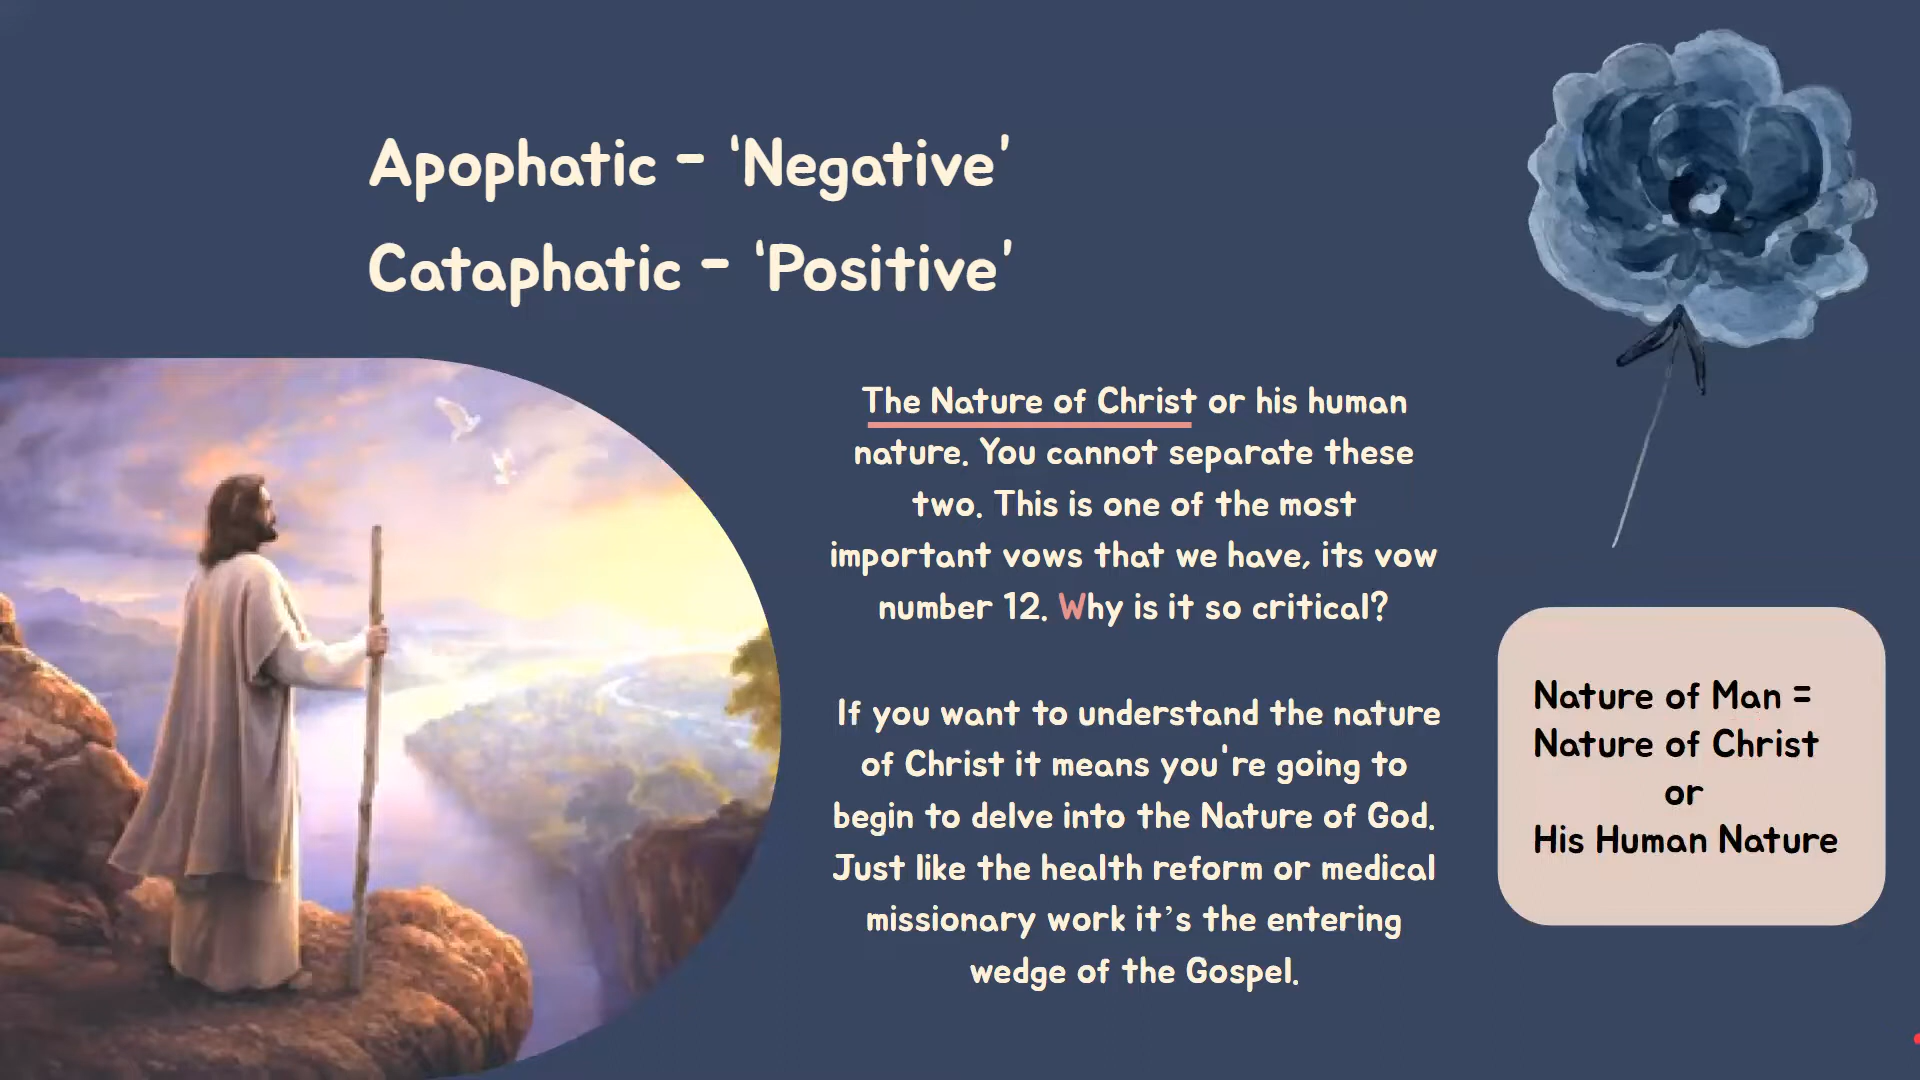 Apophatic - 'Negative'
Cataphatic - 'Positive'
The Nature of Christ or his human
nature. You cannot separate these
two. This is one of the most
important vows that we have, its vow
number 12. Why is it so critical?
If you want to understand the nature
of Christ it means you're going to
begin to delve into the Nature of God.
Just like the health reform or medical
missionary work it’s the entering
wedge of the Gospel.
Nature of Man =
Nature of Christ
or
His Human Nature